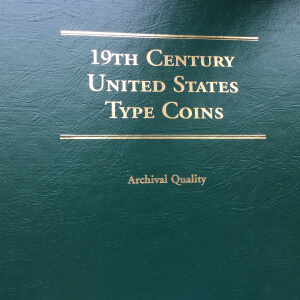 19TH CENTURY
UNITED STATES
TYPE COINS
Archival Quality